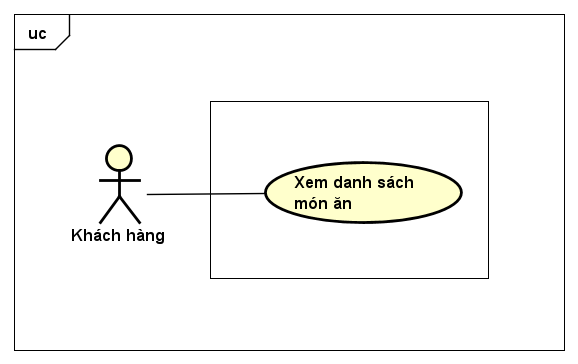 uc
Xem danh sách
món ăn
Khách hàng